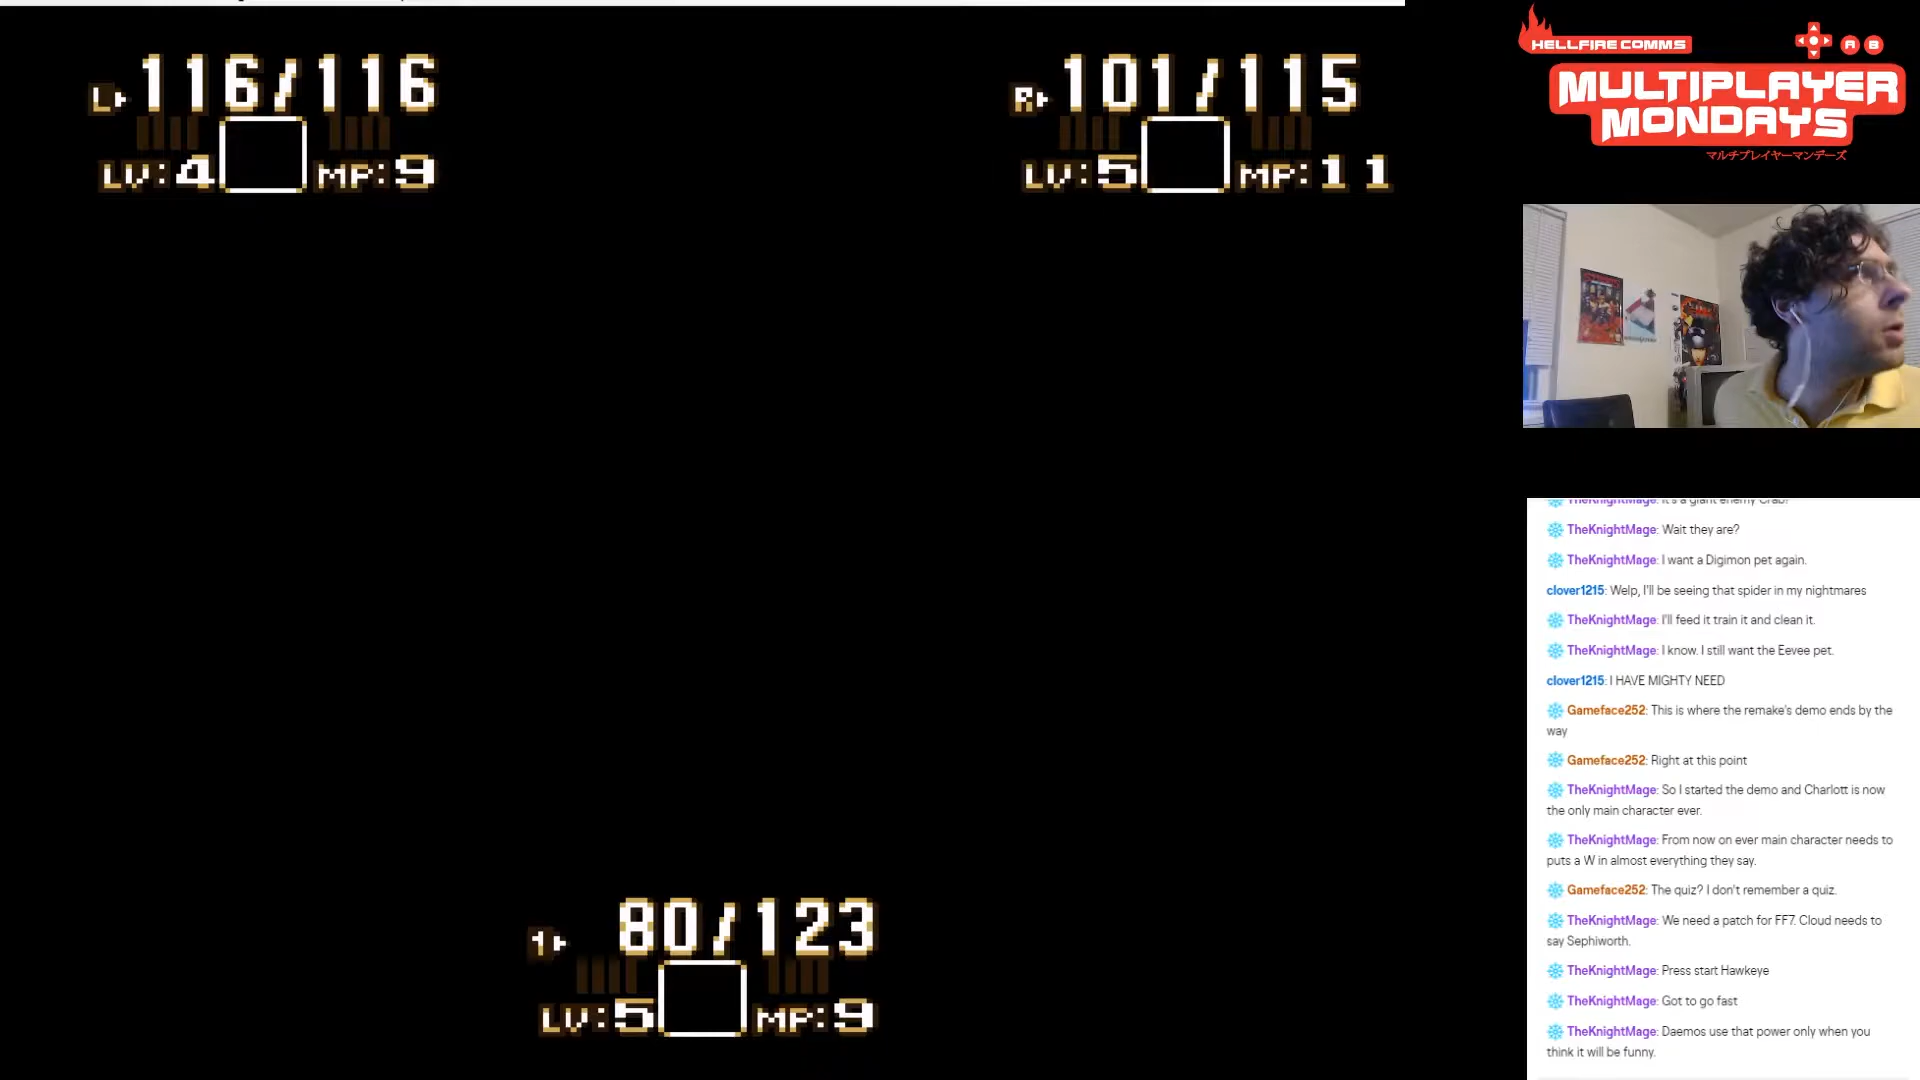 L 116/116
LV:4 MP:9
R 101/115
LV:5 MP:11
1 80/123
LV:5 MP:9
HELLFIRE COMMS
A B
MULTIPLAYER
MONDAYS
マルチプレイヤーマンデーズ
TheKnightMage: It's a giant enemy Crab?
TheKnightMage: Wait they are?
TheKnightMage: I want a Digimon pet again.
clover1215: Welp, I'll be seeing that spider in my nightmares
TheKnightMage: I'll feed it train it and clean it.
TheKnightMage: I know. I still want the Eevee pet.
clover1215: I HAVE MIGHTY NEED
Gameface252: This is where the remake's demo ends by the
way
Gameface252: Right at this point
TheKnightMage: So I started the demo and Charlott is now
the only main character ever.
TheKnightMage: From now on ever main character needs to
puts a W in almost everything they say.
Gameface252: The quiz? I don't remember a quiz.
TheKnightMage: We need a patch for FF7. Cloud needs to
say Sephiworth.
TheKnightMage: Press start Hawkeye
TheKnightMage: Got to go fast
TheKnightMage: Daemos use that power only when you
think it will be funny.